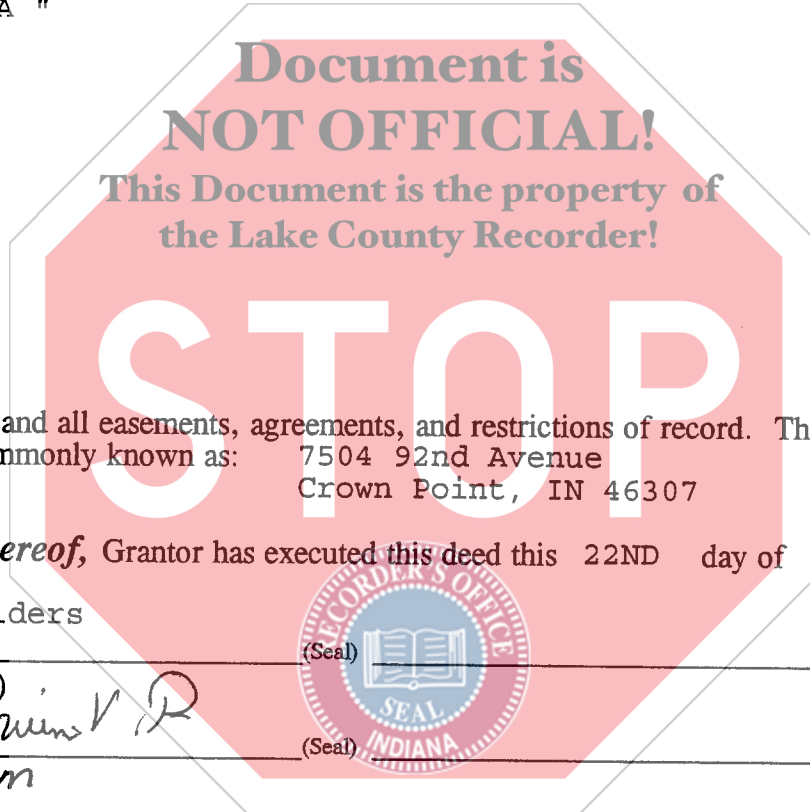 A "
Document is
NOT OFFICIAL!
This Document is the property of
the Lake County Recorder!
STOP
and all easements, agreements, and restrictions of record. Th
mmonly known as: 7504 92nd Avenue
Crown Point, IN 46307
ereof, Grantor has executed this deed this 22ND day of
lders
(Seal)
(Seal)
RECORDER'S OFFICE
SEAL
INDIANA